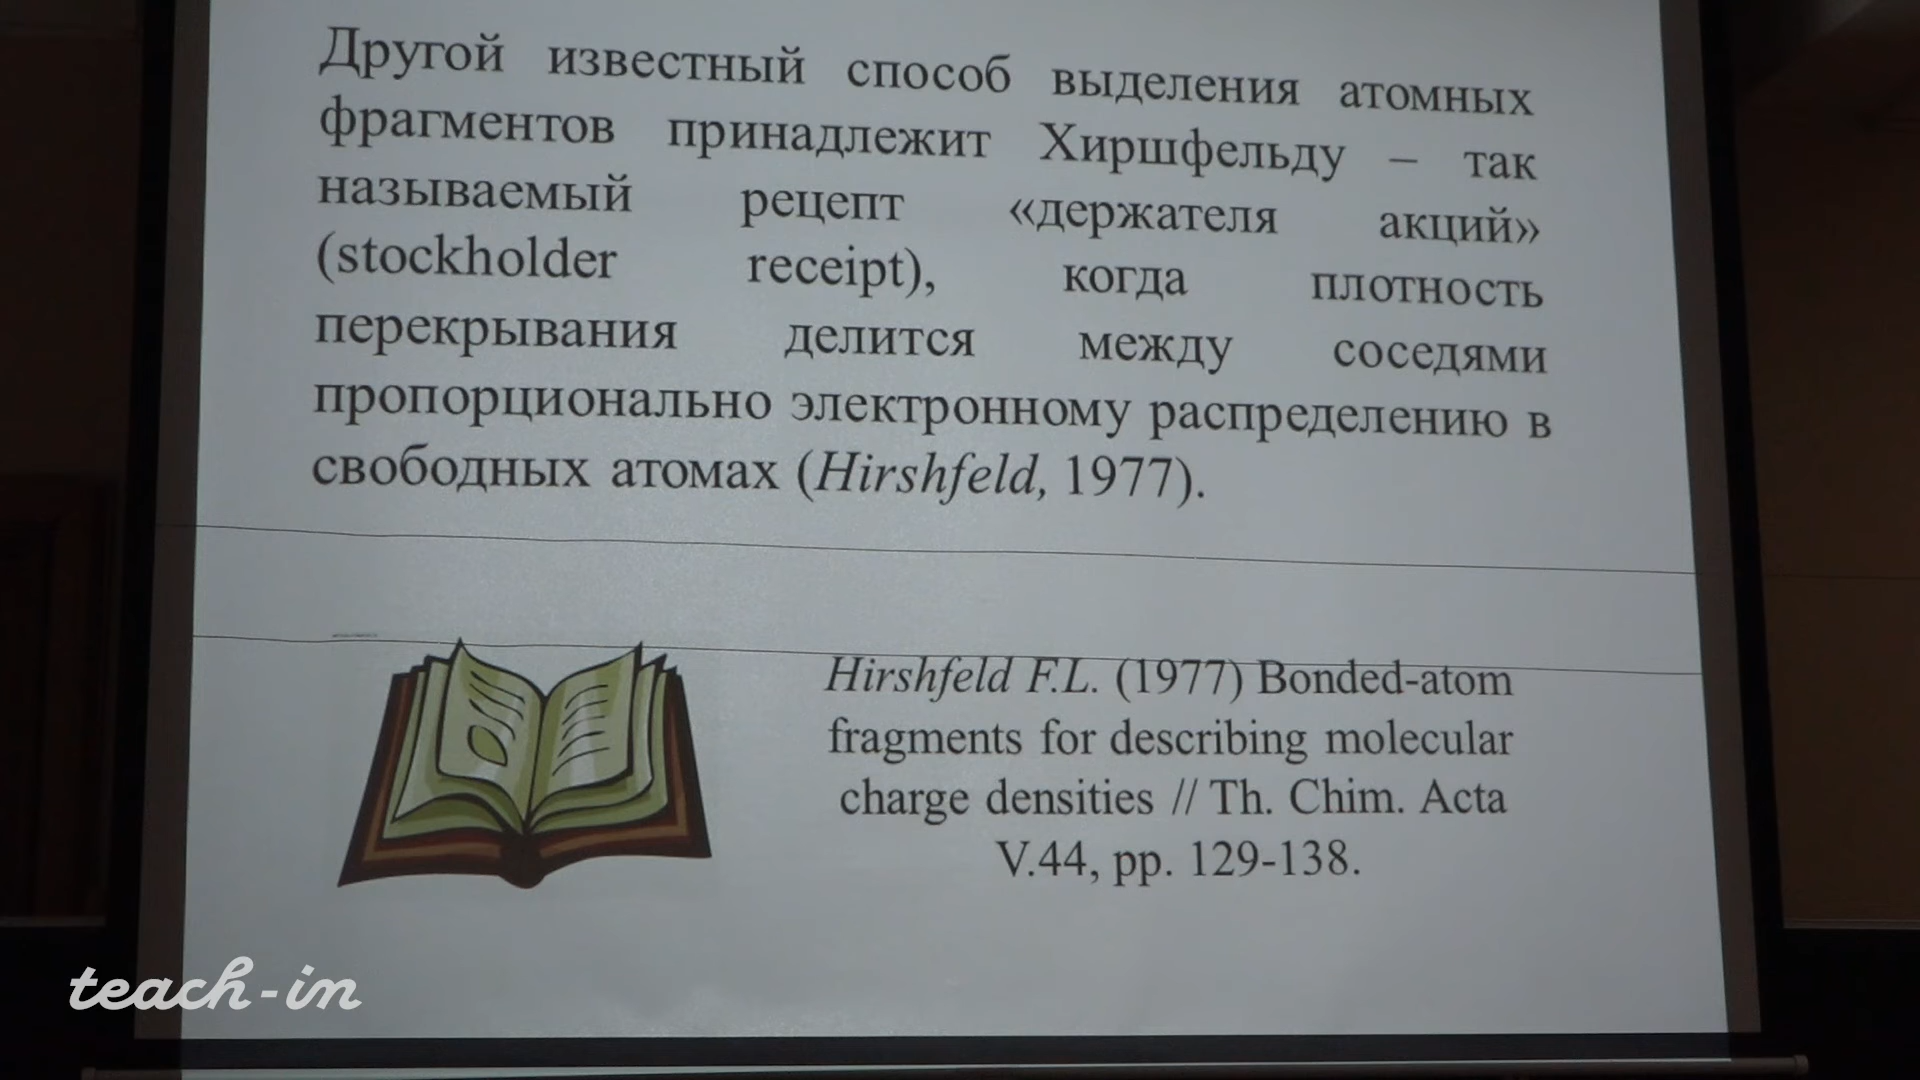 Другой известный способ выделения атомных
фрагментов принадлежит Хиршфельду – так
называемый рецепт «держателя акций»
(stockholder receipt), когда плотность
перекрывания делится между соседями
пропорционально электронному распределению в
свободных атомах (Hirshfeld, 1977).
Hirshfeld F.L. (1977) Bonded-atom
fragments for describing molecular
charge densities // Th. Chim. Acta
V.44, pp. 129-138.
teach-in